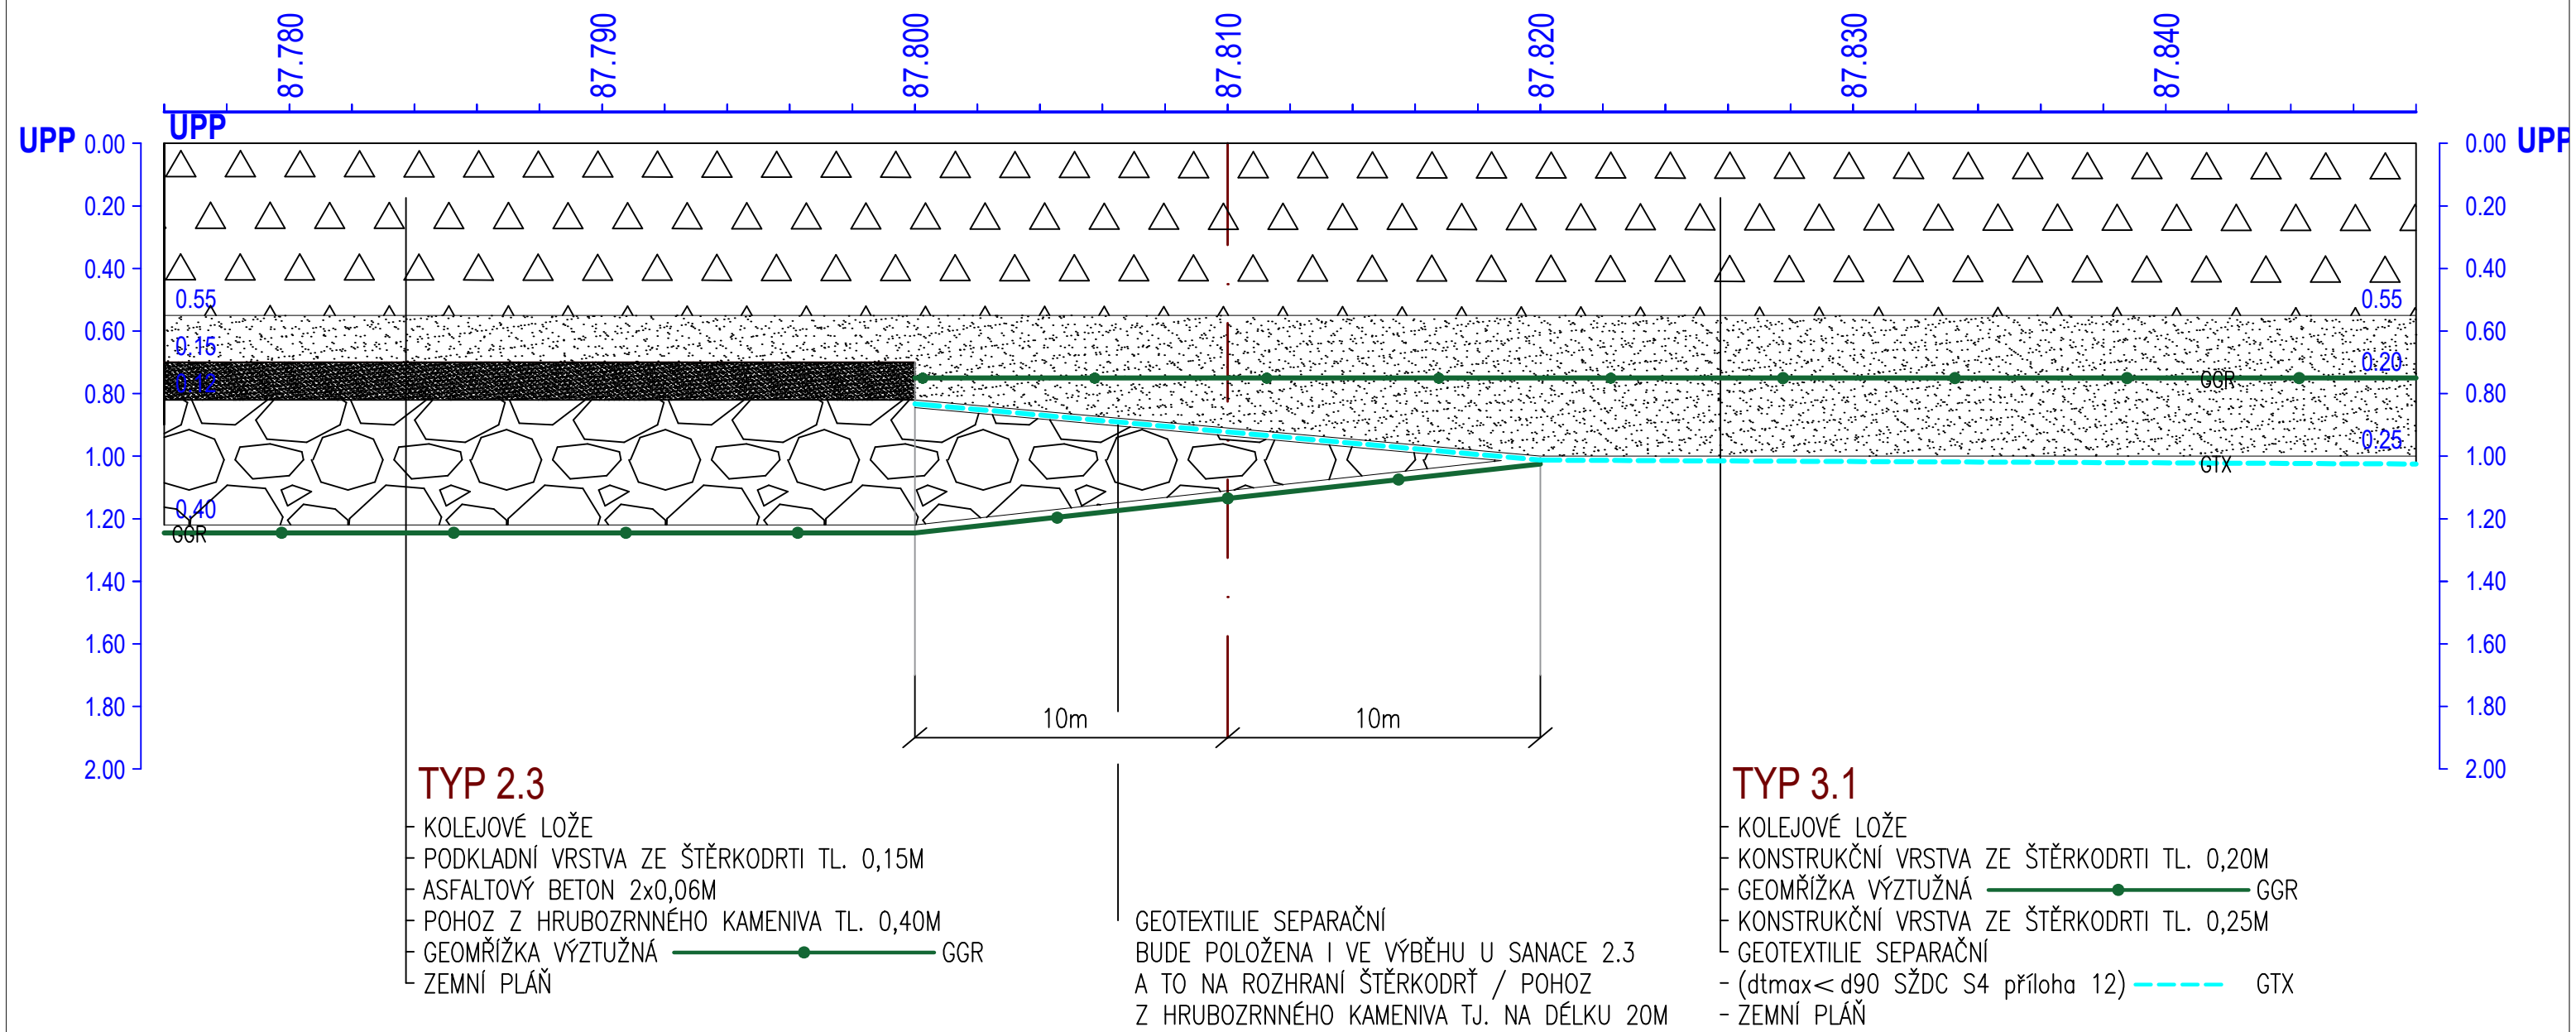 87.780 87.790 87.800 87.810 87.820 87.830 87.840
UPP
UPP 0.00
0.00 UPP
0.20
0.20
0.40
0.40
0.55
0.55
0.60
0.60
0.15
0.20
GGR
0.12
0.80
0.80
0.25
1.00
1.00
GTX
0.40
1.20
1.20
GGR
1.40
1.40
1.60
1.60
1.80
1.80
10m 10m
2.00
2.00
TYP 2.3
KOLEJOVÉ LOŽE
PODKLADNÍ VRSTVA ZE ŠTĚRKODRTI TL. 0,15M
ASFALTOVÝ BETON 2x0,06M
POHOZ Z HRUBOZRNNÉHO KAMENIVA TL. 0,40M
GEOMŘÍŽKA VÝZTUŽNÁ GGR
ZEMNÍ PLÁŇ
GEOTEXTILIE SEPARAČNÍ
BUDE POLOŽENA I VE VÝBĚHU U SANACE 2.3
A TO NA ROZHRANÍ ŠTĚRKODRŤ / POHOZ
Z HRUBOZRNNÉHO KAMENIVA TJ. NA DÉLKU 20M
TYP 3.1
KOLEJOVÉ LOŽE
KONSTRUKČNÍ VRSTVA ZE ŠTĚRKODRTI TL. 0,20M
GEOMŘÍŽKA VÝZTUŽNÁ GGR
KONSTRUKČNÍ VRSTVA ZE ŠTĚRKODRTI TL. 0,25M
GEOTEXTILIE SEPARAČNÍ
(dtmax< d90 SŽDC S4 příloha 12) GTX
ZEMNÍ PLÁŇ